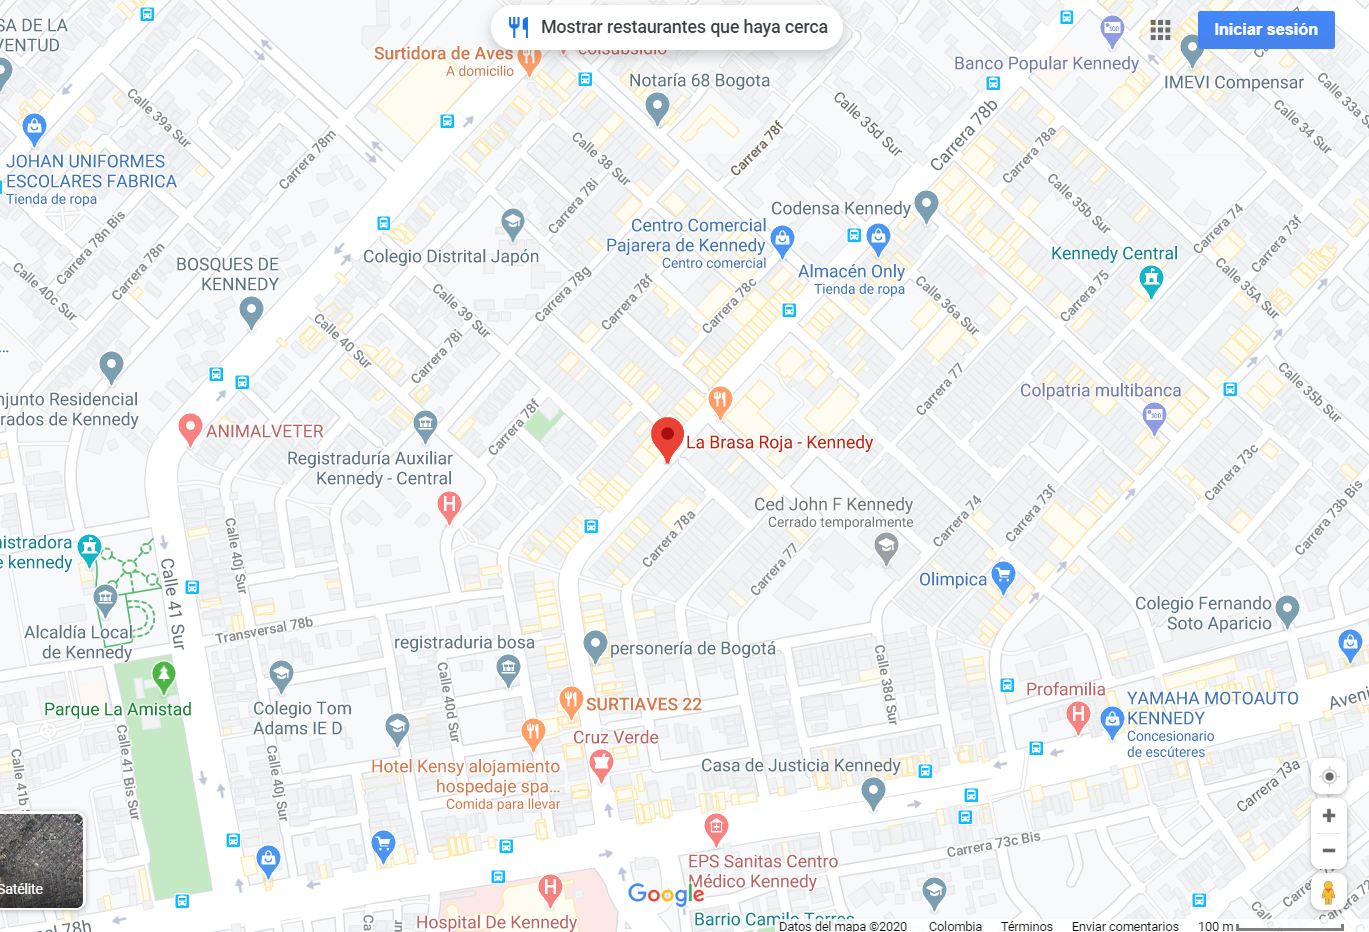 SA DE LA
VENTUD
Mostrar restaurantes que haya cerca
Iniciar sesión
Surtidora de Aves
A domicilio
colsubsidio
Notaría 68 Bogota
Banco Popular Kennedy
IMEVI Compensar
Calle 39a Sur
Carrera 78m
Calle 38 Sur
Carrera 78f
Calle 35d Sur
Carrera 78b
Carrera 78a
Calle 34 Sur
Calle 33a Sur
JOHAN UNIFORMES
ESCOLARES FABRICA
Tienda de ropa
Carrera 78i
Calle 35b Sur
Carrera 74
Carrera 73f
Carrera 78n Bis
Carrera 78n
Codensa Kennedy
Centro Comercial
Pajarera de Kennedy
Centro comercial
Almacén Only
Tienda de ropa
Kennedy Central
Colegio Distrital Japón
BOSQUES DE
KENNEDY
Calle 40c Sur
Calle 40 Sur
Calle 39 Sur
Carrera 78g
Carrera 78f
Carrera 78c
Calle 36a Sur
Carrera 75
Calle 35A Sur
Carrera 78i
Carrera 77
Calle 35b Sur
njunto Residencial
rados de Kennedy
ANIMALVETER
Carrera 78f
Colpatria multibanca
La Brasa Roja - Kennedy
Registraduría Auxiliar
Kennedy - Central
Ced John F Kennedy
Cerrado temporalmente
Carrera 78a
Carrera 77
Carrera 74
Carrera 73f
Carrera 73c
Carrera 73b Bis
nistradora
e kennedy
Calle 41 Sur
Calle 40j Sur
Olimpica
Colegio Fernando
Soto Aparicio
Alcaldía Local
de Kennedy
Transversal 78b
registraduria bosa
personería de Bogotá
Calle 38d Sur
Parque La Amistad
Colegio Tom
Adams IE D
Calle 40d Sur
SURTIAVES 22
Cruz Verde
Profamilia
YAMAHA MOTOAUTO
KENNEDY
Concesionario
de escúteres
Aveni
Calle 41b Sur
Calle 41 Bis Sur
Calle 40j Sur
Hotel Kensy alojamiento
hospedaje spa...
Comida para llevar
Casa de Justicia Kennedy
Carrera 73a
Carrera 73c Bis
Satélite
EPS Sanitas Centro
Médico Kennedy
Google
Hospital De Kennedy
Barrio Camilo Torres
78h
Datos del mapa ©2020
Colombia
Términos
Enviar comentarios
100 m